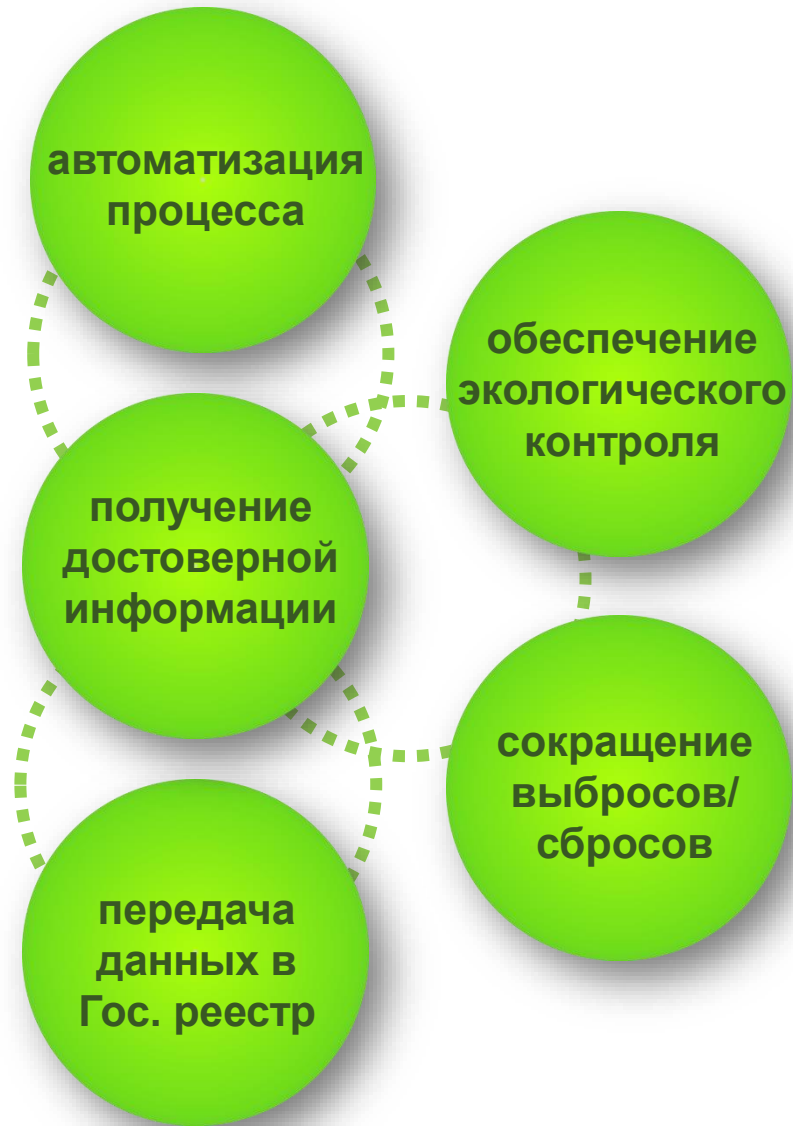 автоматизация
процесса
обеспечение
экологического
контроля
получение
достоверной
информации
сокращение
выбросов/
сбросов
передача
данных в
Гос. реестр